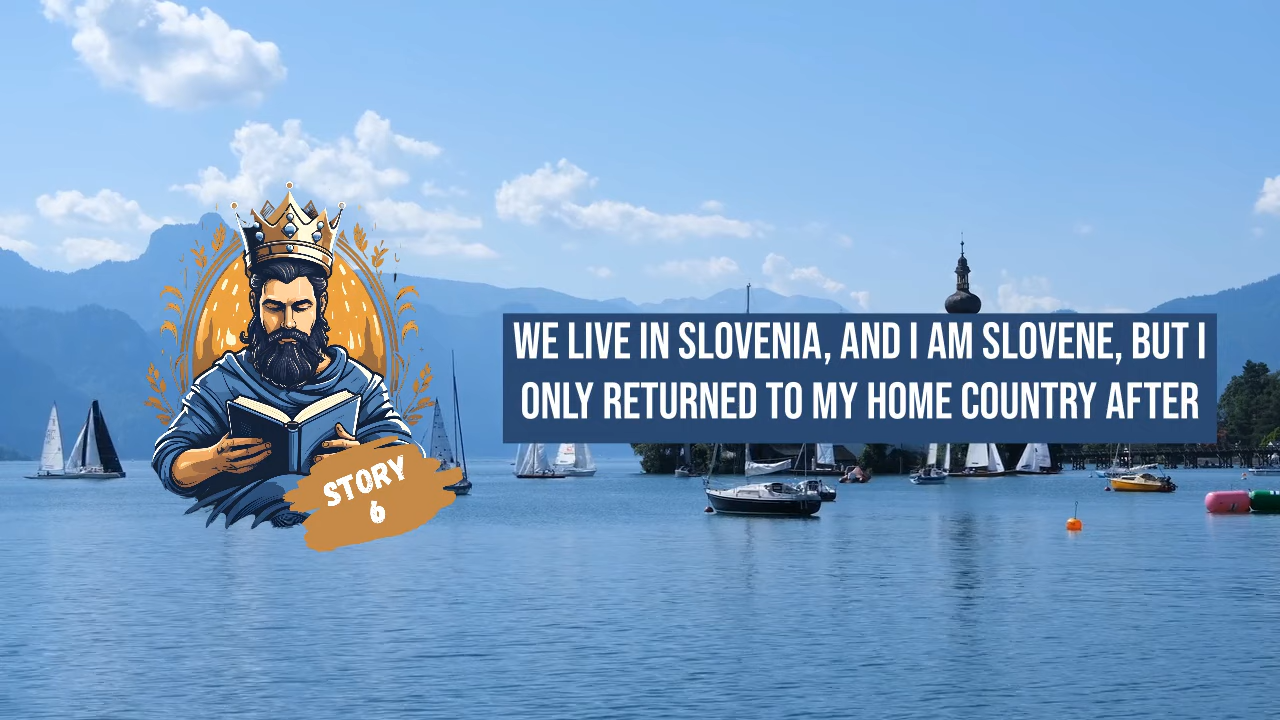 WE LIVE IN SLOVENIA, AND I AM SLOVENE, BUT I
ONLY RETURNED TO MY HOME COUNTRY AFTER
STORY
6